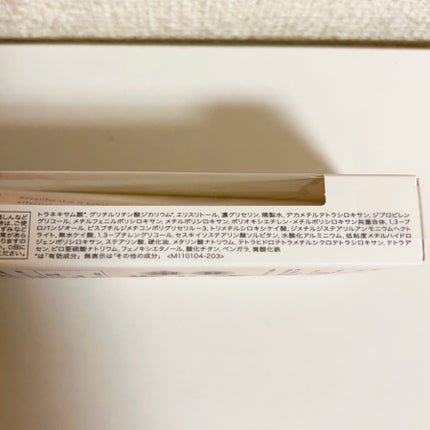 トラネキサム酸*、グリチルリチン酸ジカリウム*、エリスリトール、濃グリセリン、精製水、デカメチルテトラシロキサン、ジプロピレン
グリコール、メチルフェニルポリシロキサン、メチルポリシロキサン、ポリオキシエチレン・メチルポリシロキサン共重合体、1,3-プ
ロパンジオール、ビスブチルジメチコンポリグリセリル-3、トリメチルシロキシケイ酸、ジメチルジステアリルアンモニウムヘクト
ライト、無水ケイ酸、1,3-ブチレングリコール、セスキイソステアリン酸ソルビタン、水酸化アルミニウム、低粘度メチルハイドロ
ジェンポリシロキサン、ステアリン酸、硬化油、メタリン酸ナトリウム、テトラヒドロテトラメチルシクロテトラシロキサン、テトラデ
セン、ピロ亜硫酸ナトリウム、フェノキシエタノール、酸化チタン、ベンガラ、黄酸化鉄
*は「有効成分」 無表示は「その他の成分」 <M110104-203>